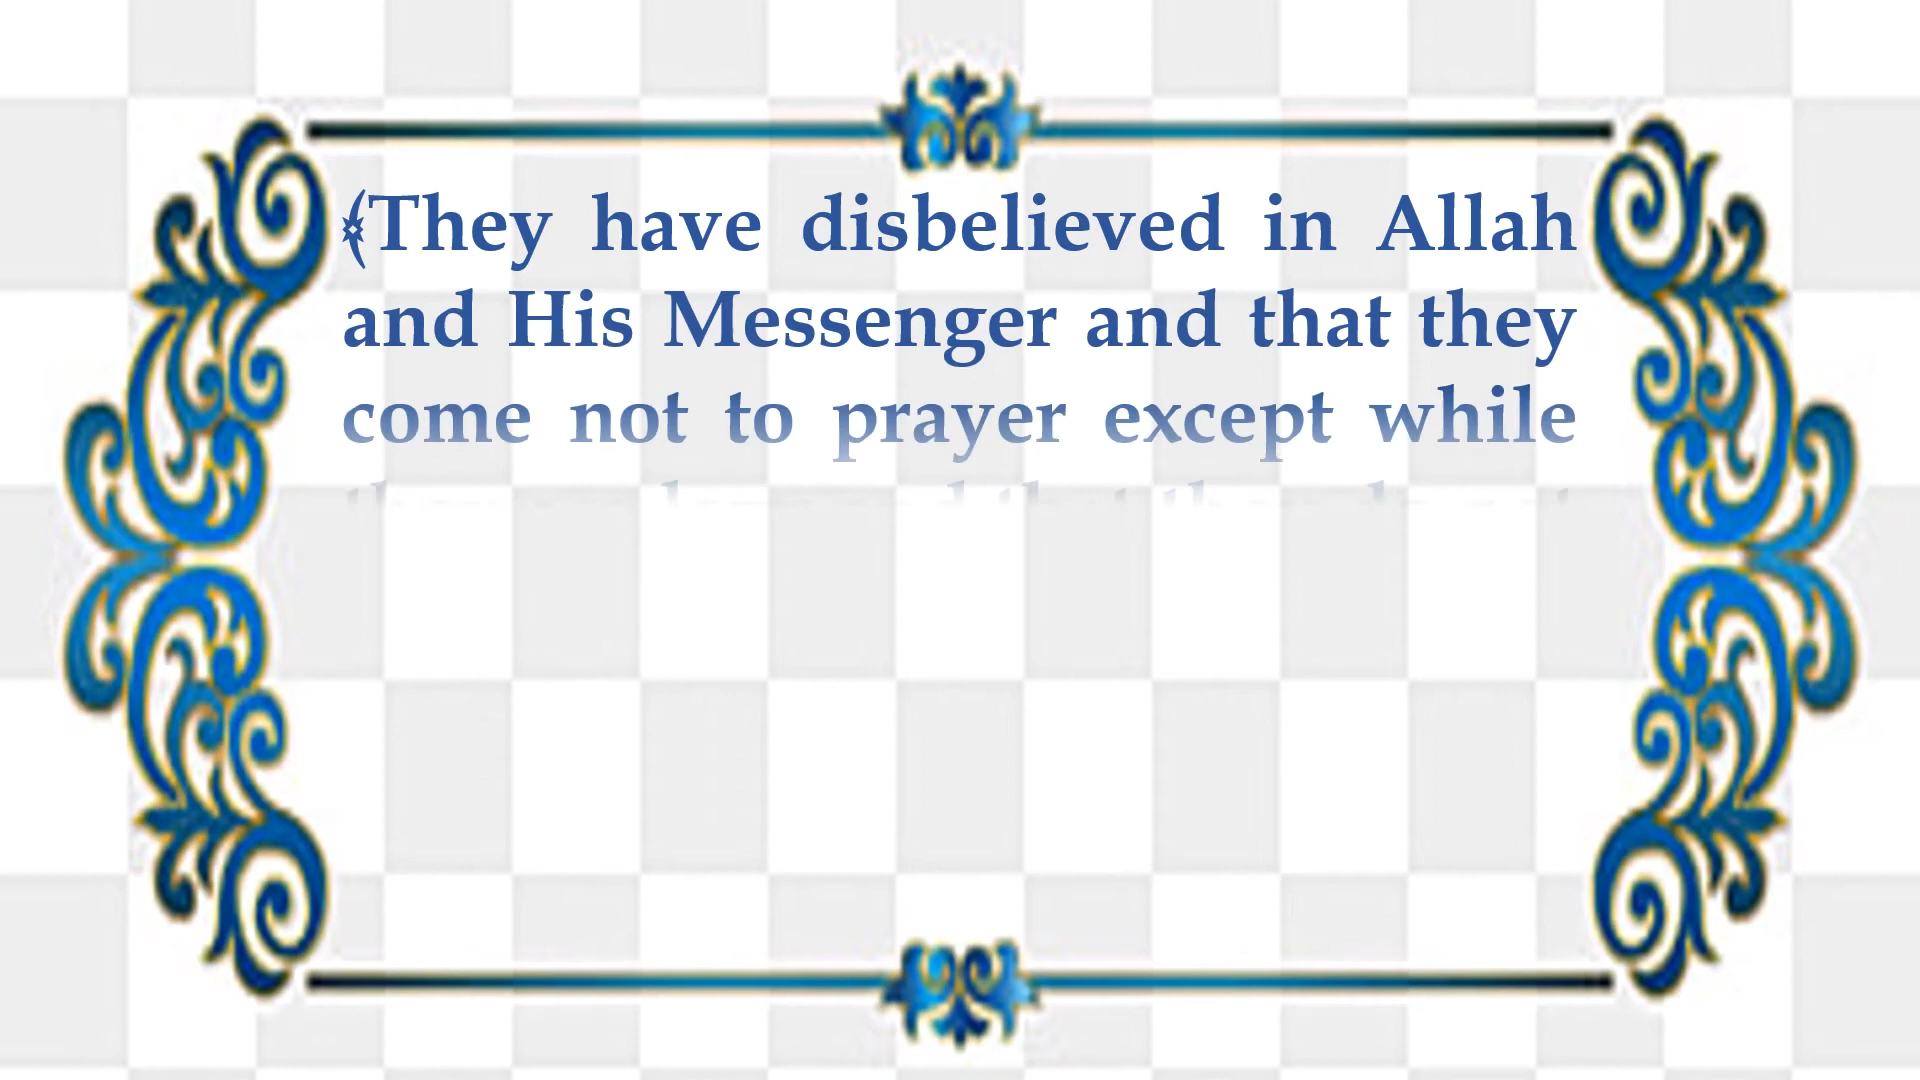 ﴾They have disbelieved in Allah
and His Messenger and that they
come not to prayer except while